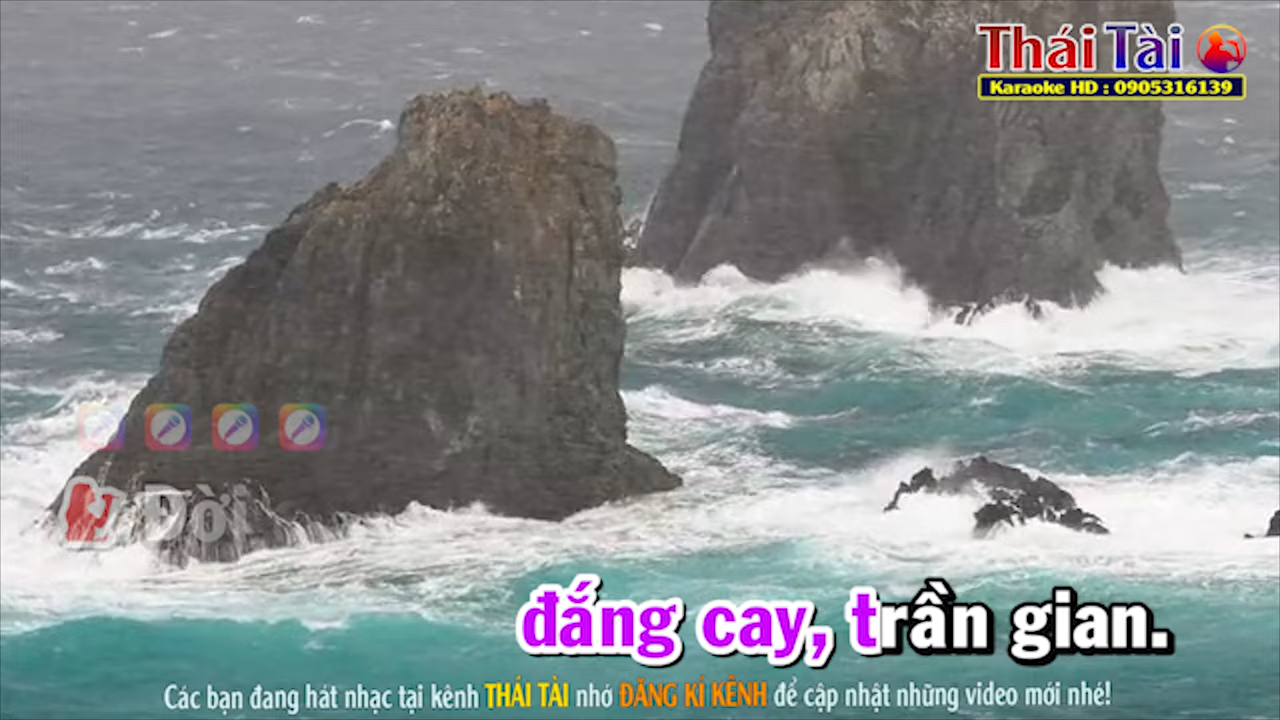 Thái Tài
Karaoke HD : 0905316139
Đời
đắng cay, trần gian.
Các bạn đang hát nhạc tại kênh THÁI TÀI nhớ ĐĂNG KÍ KÊNH để cập nhật những video mới nhé!